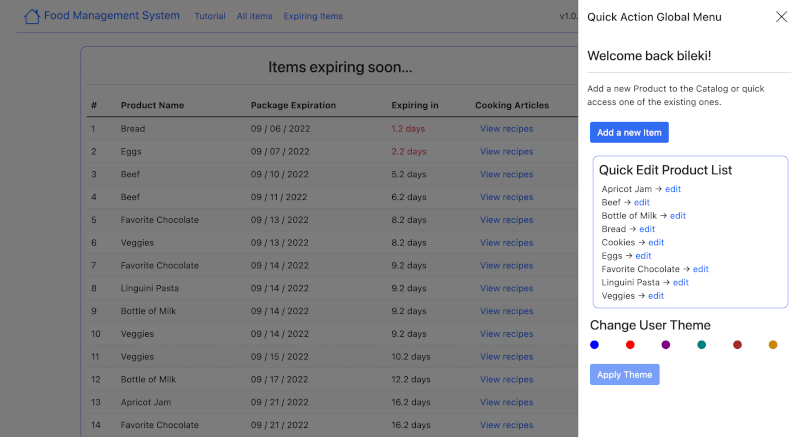 Food Management System Tutorial All items Expiring Items v1.0.
Items expiring soon...
# Product Name Package Expiration Expiring in Cooking Articles
1 Bread 09 / 06 / 2022 1.2 days View recipes
2 Eggs 09 / 07 / 2022 2.2 days View recipes
3 Beef 09 / 10 / 2022 5.2 days View recipes
4 Beef 09 / 11 / 2022 6.2 days View recipes
5 Favorite Chocolate 09 / 13 / 2022 8.2 days View recipes
6 Veggies 09 / 13 / 2022 8.2 days View recipes
7 Favorite Chocolate 09 / 14 / 2022 9.2 days View recipes
8 Linguini Pasta 09 / 14 / 2022 9.2 days View recipes
9 Bottle of Milk 09 / 14 / 2022 9.2 days View recipes
10 Veggies 09 / 14 / 2022 9.2 days View recipes
11 Veggies 09 / 15 / 2022 10.2 days View recipes
12 Bottle of Milk 09 / 17 / 2022 12.2 days View recipes
13 Apricot Jam 09 / 21 / 2022 16.2 days View recipes
14 Favorite Chocolate 09 / 21 / 2022 16.2 days View recipes
Quick Action Global Menu
Welcome back bileki!
Add a new Product to the Catalog or quick
access one of the existing ones.
Add a new Item
Quick Edit Product List
Apricot Jam → edit
Beef → edit
Bottle of Milk → edit
Bread → edit
Cookies → edit
Eggs → edit
Favorite Chocolate → edit
Linguini Pasta → edit
Veggies → edit
Change User Theme
Apply Theme